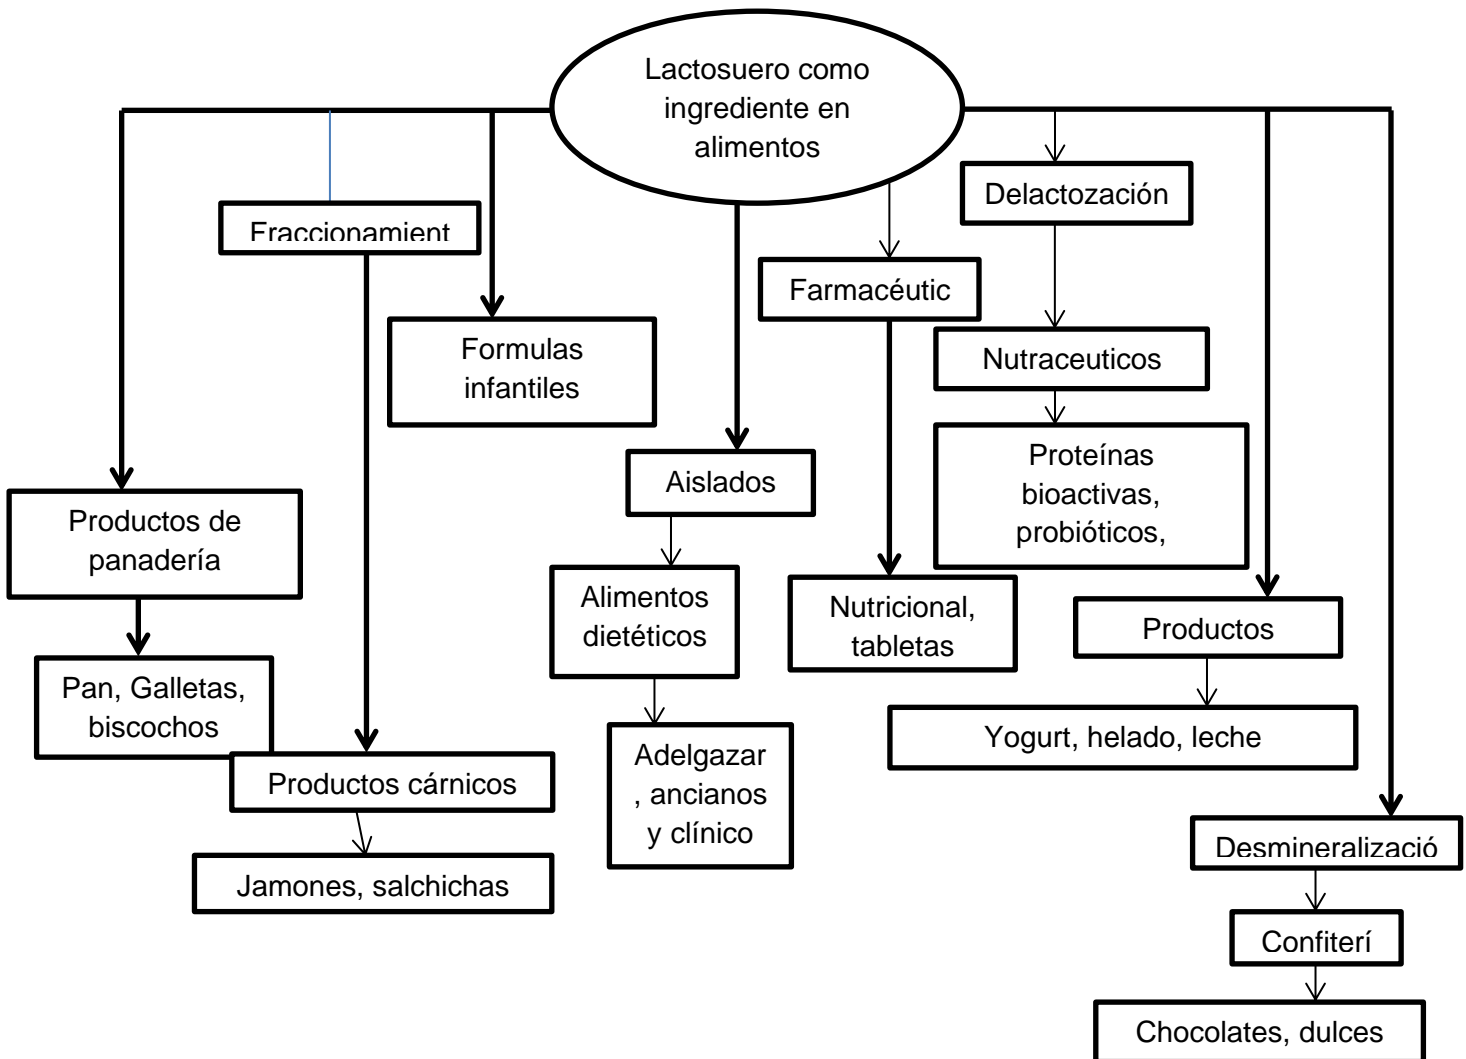 Lactosuero como
ingrediente en
alimentos
Delactozación
Fraccionamient
Farmacéutic
Formulas
infantiles
Nutraceuticos
Aislados
Proteínas
bioactivas,
probióticos,
Productos de
panadería
Alimentos
dietéticos
Nutricional,
tabletas
Productos
Pan, Galletas,
biscochos
Yogurt, helado, leche
Productos cárnicos
Adelgazar
, ancianos
y clínico
Desmineralizació
Jamones, salchichas
Confiterí
Chocolates, dulces